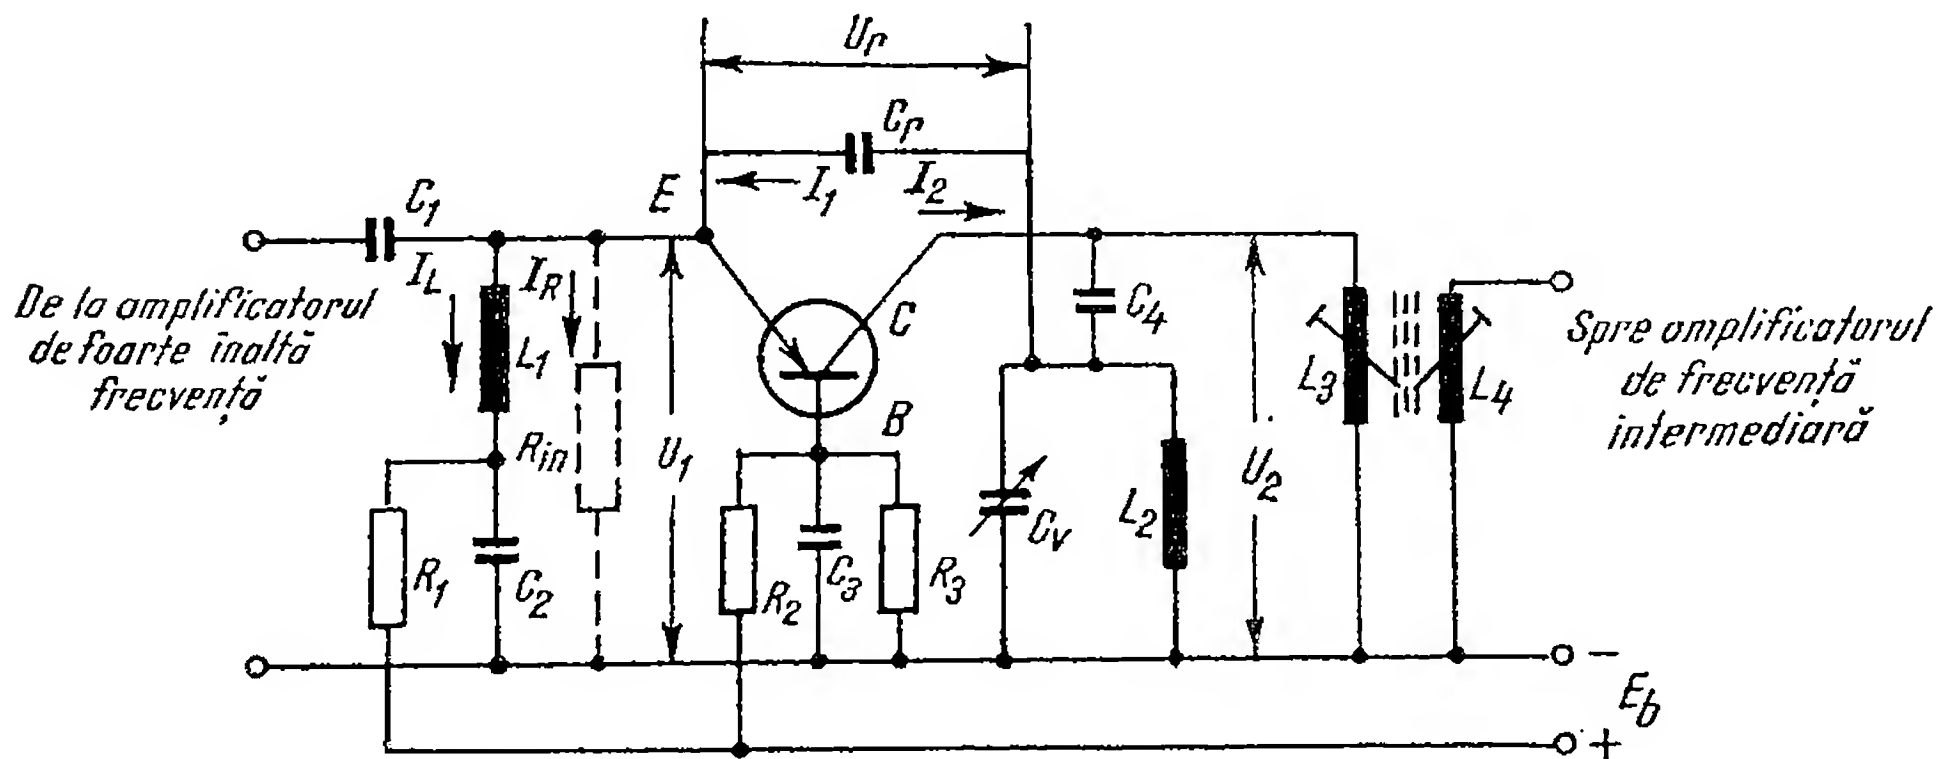 Ur
Cr
I1
I2
E
C1
IL
IR
De la amplificatorul
de foarte înaltă
frecvență
L1
Rin
U1
C
B
C4
L3
L4
Spre amplificatorul
de frecvență
intermediară
R1
C2
R2
C3
R3
Cv
L2
U2
−
Eb
+